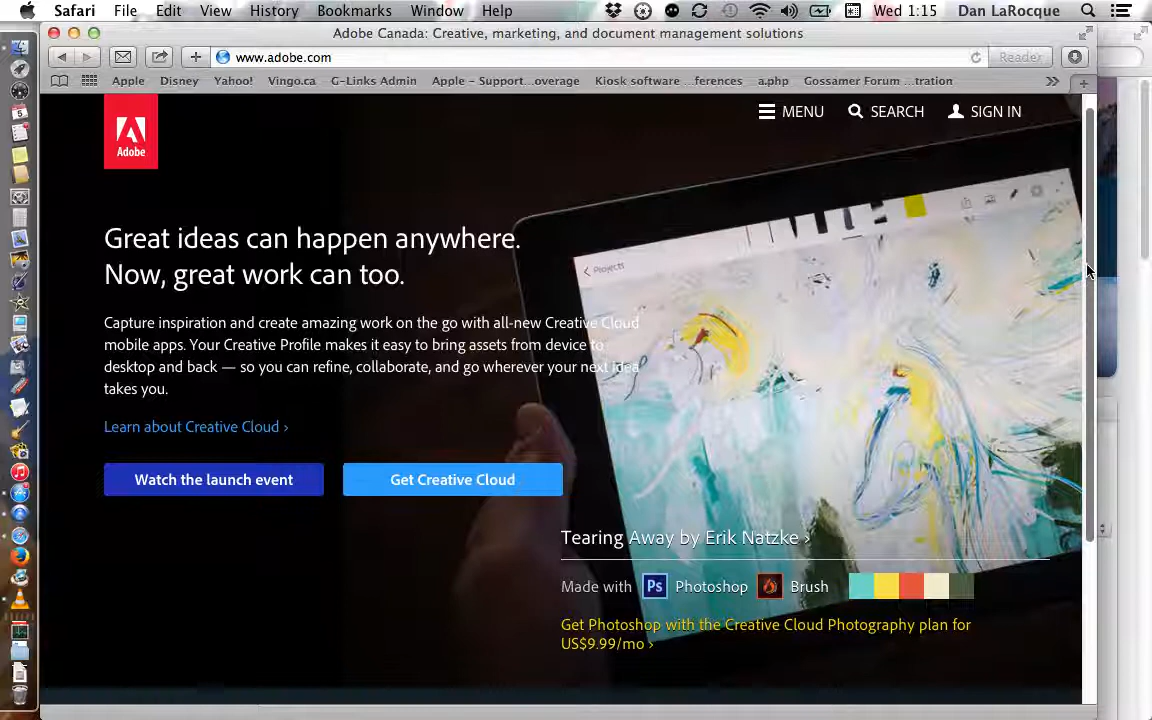 Safari File Edit View History Bookmarks Window Help Wed 1:15 Dan LaRocque
Adobe Canada: Creative, marketing, and document management solutions
www.adobe.com Reader
Apple Disney Yahoo! Vingo.ca G-Links Admin Apple – Support…overage Kiosk software …ferences a.php Gossamer Forum …tration
MENU SEARCH SIGN IN
Adobe
Great ideas can happen anywhere.
Now, great work can too.
Projects
Capture inspiration and create amazing work on the go with all-new Creative Cloud
mobile apps. Your Creative Profile makes it easy to bring assets from device to
desktop and back — so you can refine, collaborate, and go wherever your next idea
takes you.
Learn about Creative Cloud ›
Watch the launch event Get Creative Cloud
Tearing Away by Erik Natzke ›
Made with Ps Photoshop Brush
Get Photoshop with the Creative Cloud Photography plan for
US$9.99/mo ›